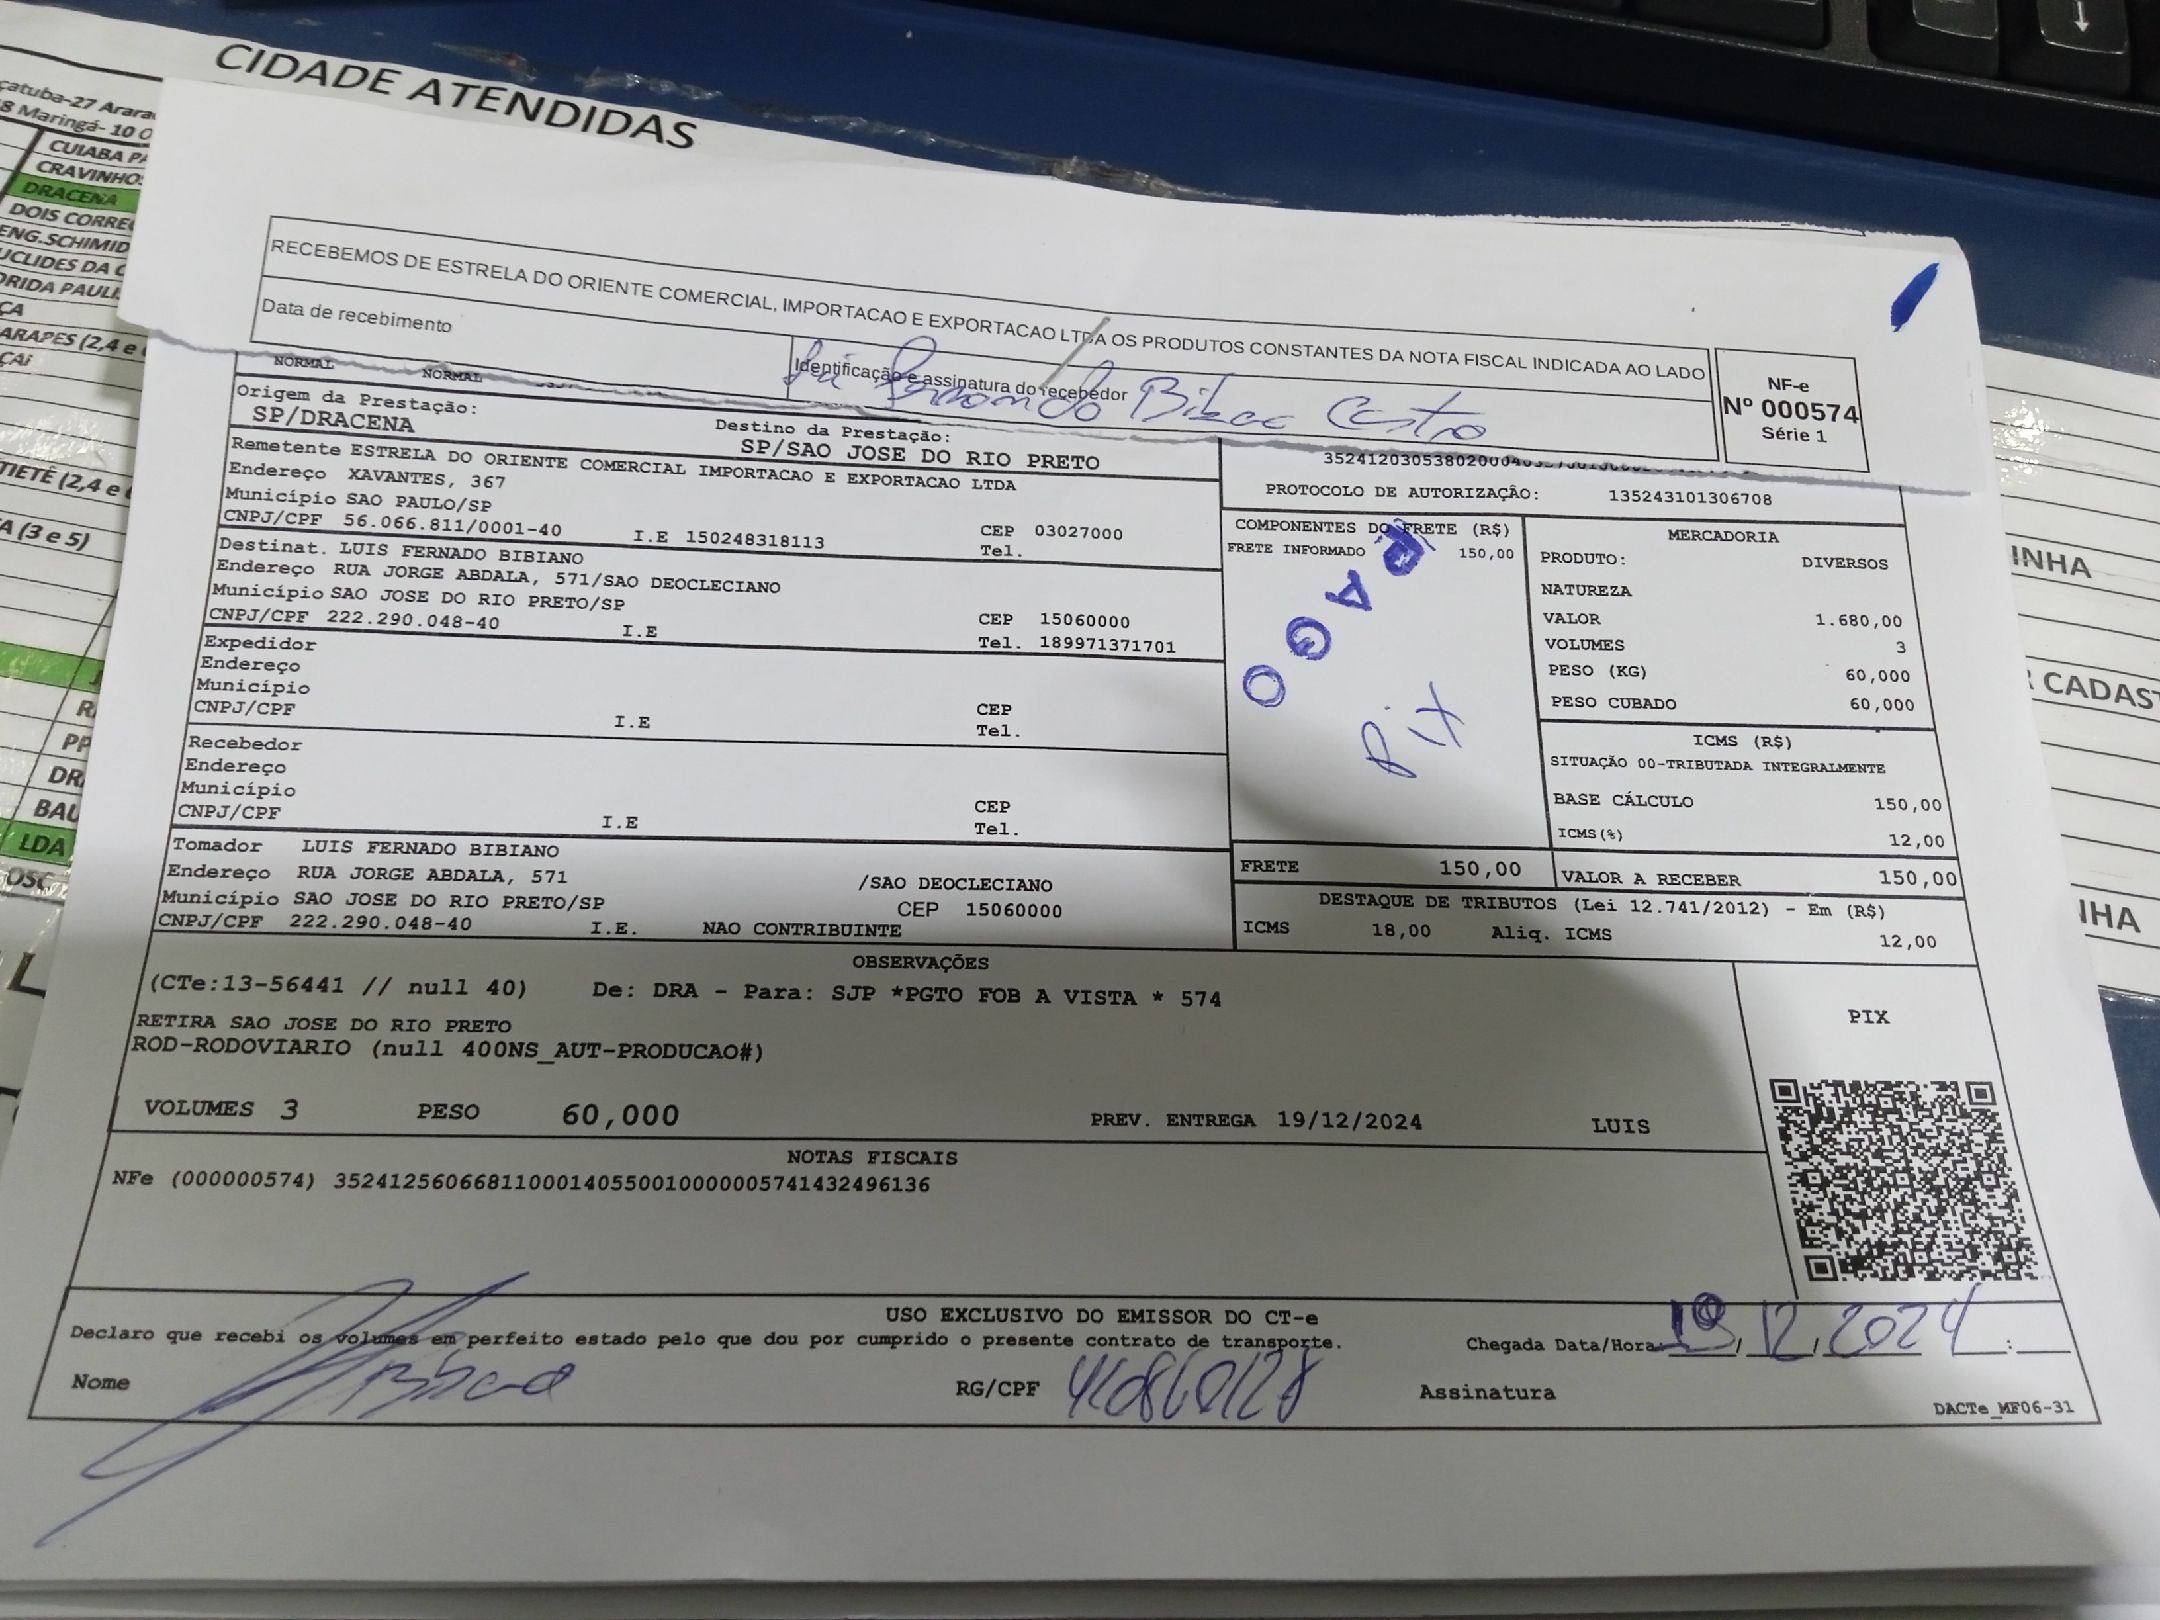 CIDADE ATENDIDAS
8 Maringá- 10
CRAVINHOS
DRACENA
ENG.SCHIMID
TIETÊ (2,4 e
A (3 e 5)
BAU
LDA
INHA
CADAST
RECEBEMOS DE ESTRELA DO ORIENTE COMERCIAL, IMPORTACAO E EXPORTACAO LTDA OS PRODUTOS CONSTANTES DA NOTA FISCAL INDICADA AO LADO
Data de recebimento
Identificação e assinatura do recebedor
NF-e
Nº 000574
Série 1
NORMAL NORMAL
Origem da Prestação:
SP/DRACENA
Destino da Prestação:
SP/SAO JOSE DO RIO PRETO
Remetente ESTRELA DO ORIENTE COMERCIAL IMPORTACAO E EXPORTACAO LTDA
Endereço XAVANTES, 367
Município SAO PAULO/SP
CNPJ/CPF 56.066.811/0001-40 I.E 150248318113
CEP 03027000
Tel.
Destinat. LUIS FERNADO BIBIANO
Endereço RUA JORGE ABDALA, 571/SAO DEOCLECIANO
Município SAO JOSE DO RIO PRETO/SP
CNPJ/CPF 222.290.048-40 I.E
CEP 15060000
Tel. 189971371701
Expedidor
Endereço
Município
CNPJ/CPF I.E
CEP
Tel.
Recebedor
Endereço
Município
CNPJ/CPF I.E
CEP
Tel.
Tomador LUIS FERNADO BIBIANO
Endereço RUA JORGE ABDALA, 571 /SAO DEOCLECIANO
Município SAO JOSE DO RIO PRETO/SP CEP 15060000
CNPJ/CPF 222.290.048-40 I.E. NAO CONTRIBUINTE
PROTOCOLO DE AUTORIZAÇÃO: 135243101306708
COMPONENTES DO FRETE (R$)
FRETE INFORMADO 150,00
PAGO
Pix
MERCADORIA
PRODUTO: DIVERSOS
NATUREZA
VALOR 1.680,00
VOLUMES 3
PESO (KG) 60,000
PESO CUBADO 60,000
ICMS (R$)
SITUAÇÃO 00-TRIBUTADA INTEGRALMENTE
BASE CÁLCULO 150,00
ICMS(%) 12,00
FRETE 150,00
VALOR A RECEBER 150,00
DESTAQUE DE TRIBUTOS (Lei 12.741/2012) - Em (R$)
ICMS 18,00 Aliq. ICMS 12,00
OBSERVAÇÕES
(CTe:13-56441 // null 40) De: DRA - Para: SJP *PGTO FOB A VISTA * 574
RETIRA SAO JOSE DO RIO PRETO
ROD-RODOVIARIO (null 400NS_AUT-PRODUCAO#)
VOLUMES 3 PESO 60,000 PREV. ENTREGA 19/12/2024 LUIS
PIX
NOTAS FISCAIS
NFe (000000574) 35241256066811000140550010000005741432496136
USO EXCLUSIVO DO EMISSOR DO CT-e
Declaro que recebi os volumes em perfeito estado pelo que dou por cumprido o presente contrato de transporte.
Chegada Data/Hora 19,12,2024 :
Nome RG/CPF Assinatura
DACTe_MF06-31